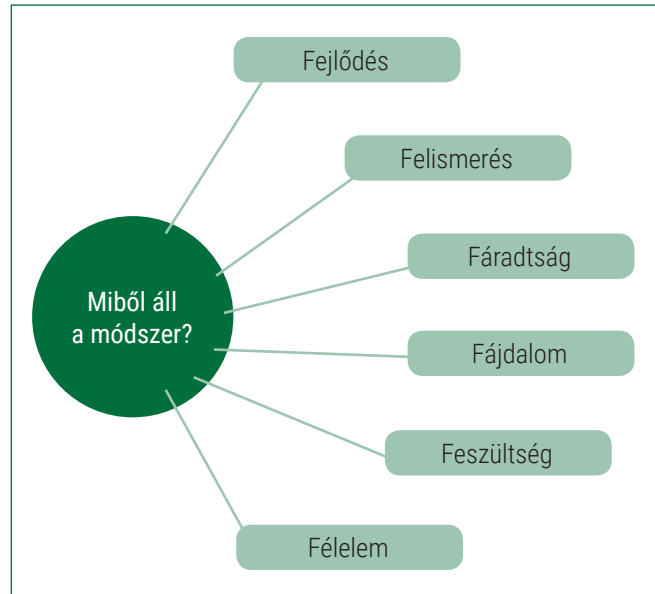 Fejlődés
Felismerés
Fáradtság
Miből áll
a módszer?
Fájdalom
Feszültség
Félelem